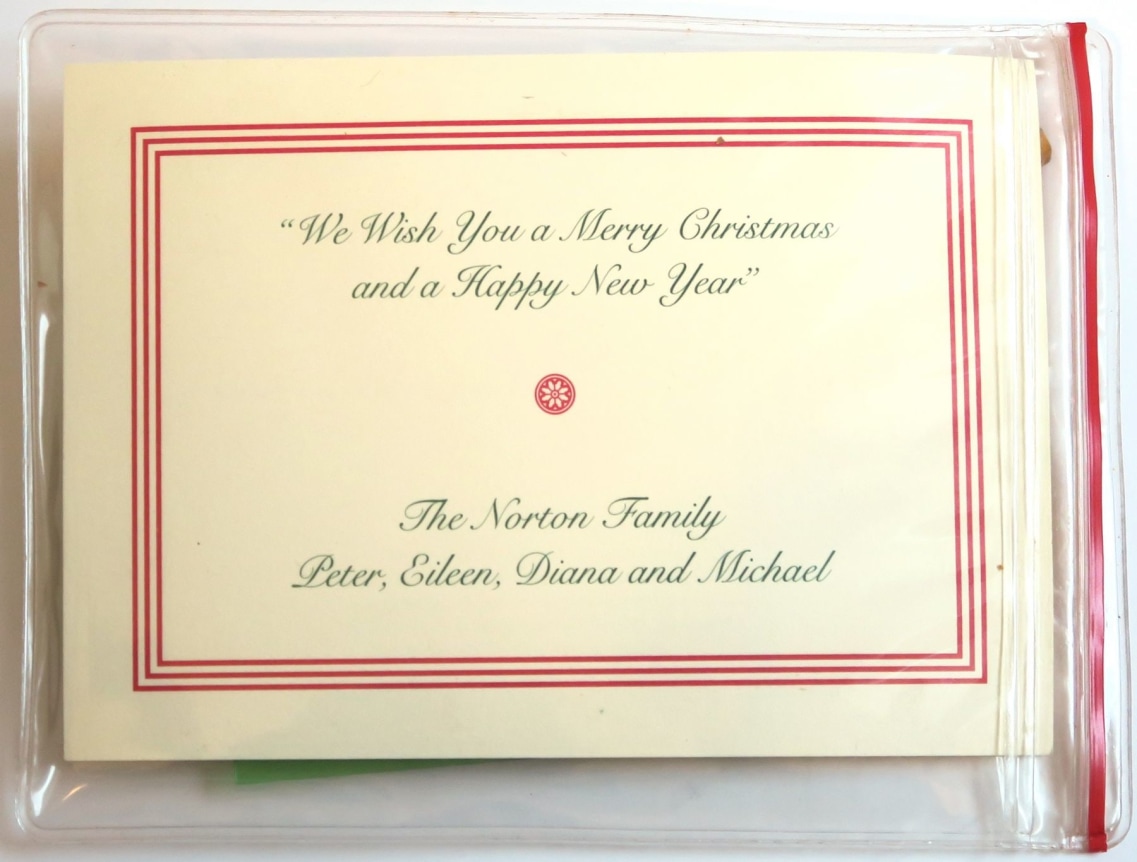 “We Wish You a Merry Christmas
and a Happy New Year”
The Norton Family
Peter, Eileen, Diana and Michael